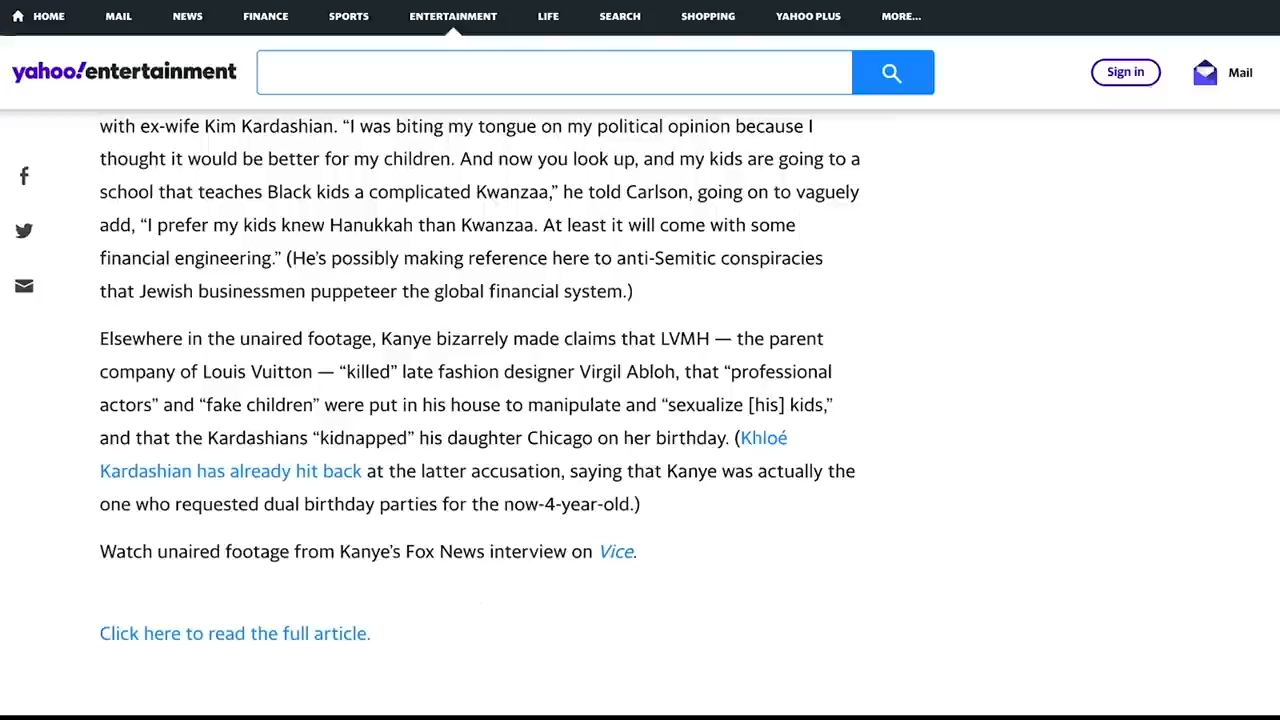 HOME MAIL NEWS FINANCE SPORTS ENTERTAINMENT LIFE SEARCH SHOPPING YAHOO PLUS MORE...
yahoo!entertainment Sign in Mail
with ex-wife Kim Kardashian. “I was biting my tongue on my political opinion because I
thought it would be better for my children. And now you look up, and my kids are going to a
school that teaches Black kids a complicated Kwanzaa,” he told Carlson, going on to vaguely
add, “I prefer my kids knew Hanukkah than Kwanzaa. At least it will come with some
financial engineering.” (He’s possibly making reference here to anti-Semitic conspiracies
that Jewish businessmen puppeteer the global financial system.)
Elsewhere in the unaired footage, Kanye bizarrely made claims that LVMH — the parent
company of Louis Vuitton — “killed” late fashion designer Virgil Abloh, that “professional
actors” and “fake children” were put in his house to manipulate and “sexualize [his] kids,”
and that the Kardashians “kidnapped” his daughter Chicago on her birthday. (Khloé
Kardashian has already hit back at the latter accusation, saying that Kanye was actually the
one who requested dual birthday parties for the now-4-year-old.)
Watch unaired footage from Kanye’s Fox News interview on Vice.
Click here to read the full article.